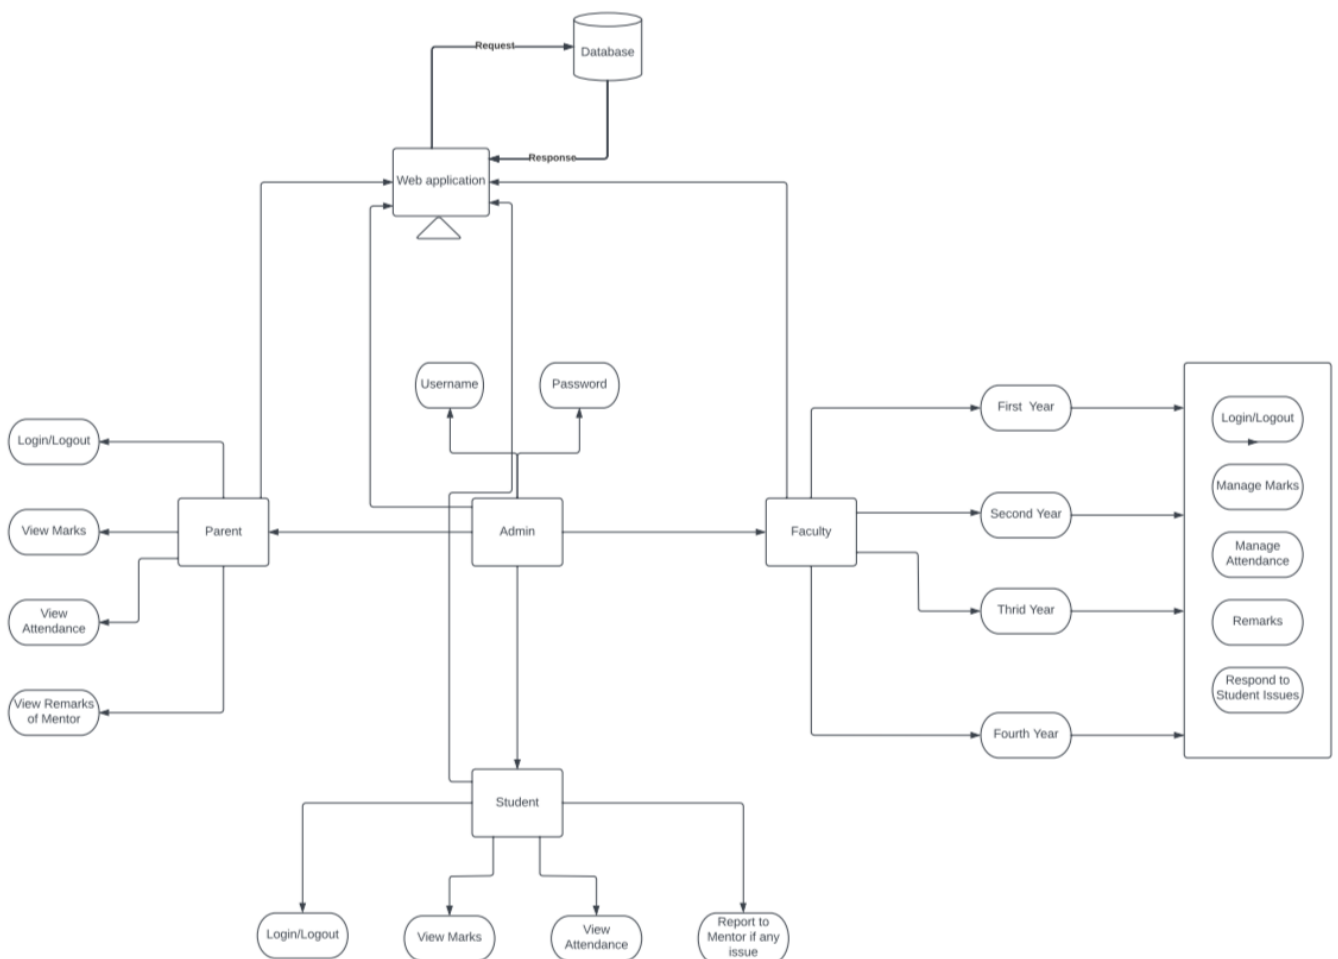 Request
Database
Response
Web application
Username
Password
First Year
Login/Logout
Login/Logout
Manage Marks
Second Year
View Marks
Parent
Admin
Faculty
Manage
Attendance
Thrid Year
View
Attendance
Remarks
Respond to
Student Issues
View Remarks
of Mentor
Fourth Year
Student
Login/Logout
View Marks
View
Attendance
Report to
Mentor if any
issue